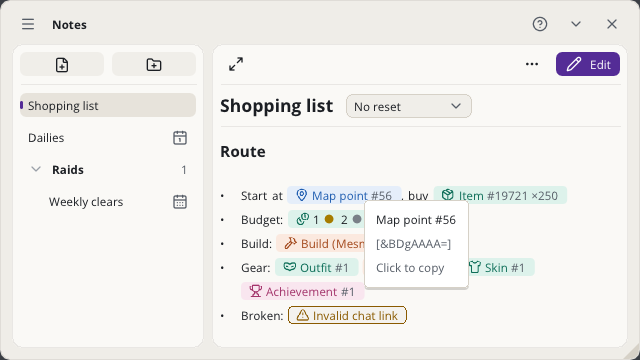 Notes
Edit
Shopping list
Shopping list
No reset
Dailies
Route
Raids 1
Weekly clears
• Start at Map point #56 , buy Item #19721 ×250
• Budget: 1 2
Map point #56
[&BDgAAAA=]
Click to copy
• Build: Build (Mesm
• Gear: Outfit #1 Skin #1
Achievement #1
• Broken: Invalid chat link